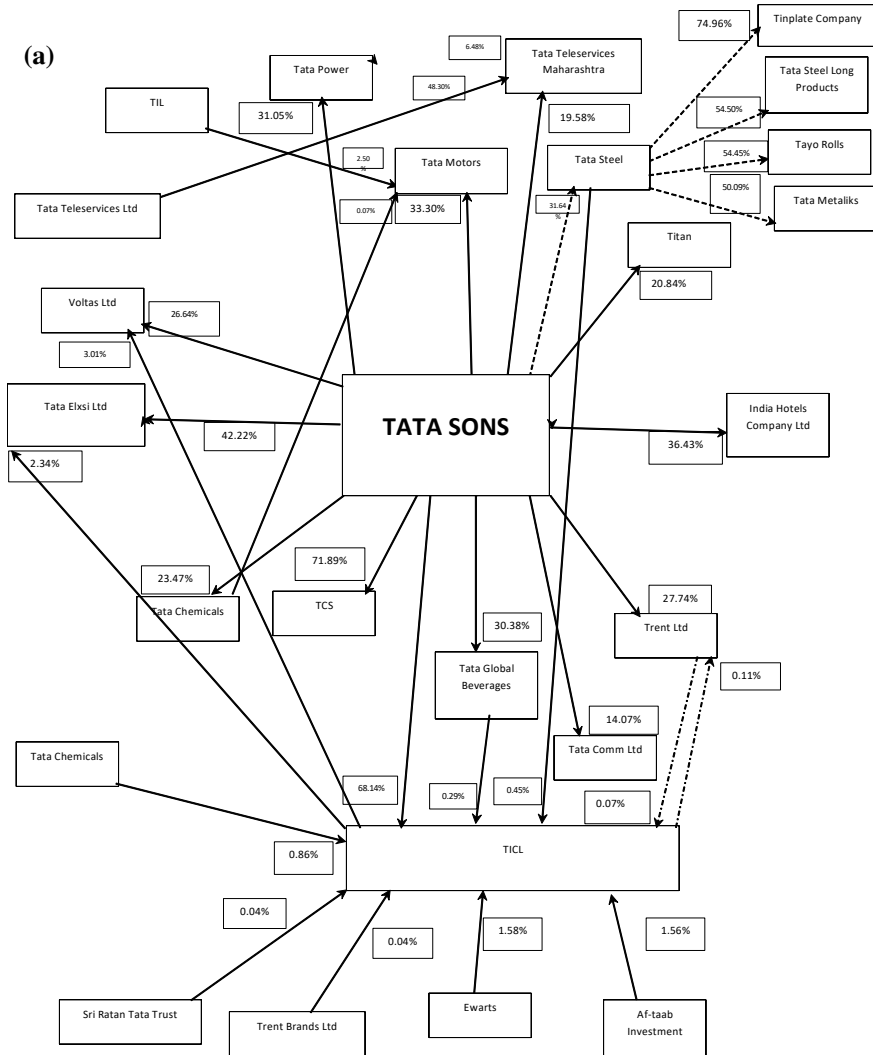 (a)
74.96%
Tinplate Company
6.48%
Tata Teleservices
Maharashtra
Tata Power
48.30%
Tata Steel Long
Products
TIL
31.05%
19.58%
54.50%
2.50
%
Tata Motors
Tata Steel
54.45%
Tayo Rolls
50.09%
Tata Metaliks
Tata Teleservices Ltd
0.07%
33.30%
31.64
%
Titan
20.84%
Voltas Ltd
26.64%
3.01%
Tata Elxsi Ltd
42.22%
2.34%
TATA SONS
India Hotels
Company Ltd
36.43%
23.47%
71.89%
27.74%
Tata Chemicals
TCS
30.38%
Trent Ltd
Tata Global
Beverages
0.11%
14.07%
Tata Comm Ltd
Tata Chemicals
68.14%
0.29%
0.45%
0.07%
0.86%
TICL
0.04%
0.04%
1.58%
1.56%
Sri Ratan Tata Trust
Trent Brands Ltd
Ewarts
Af-taab
Investment